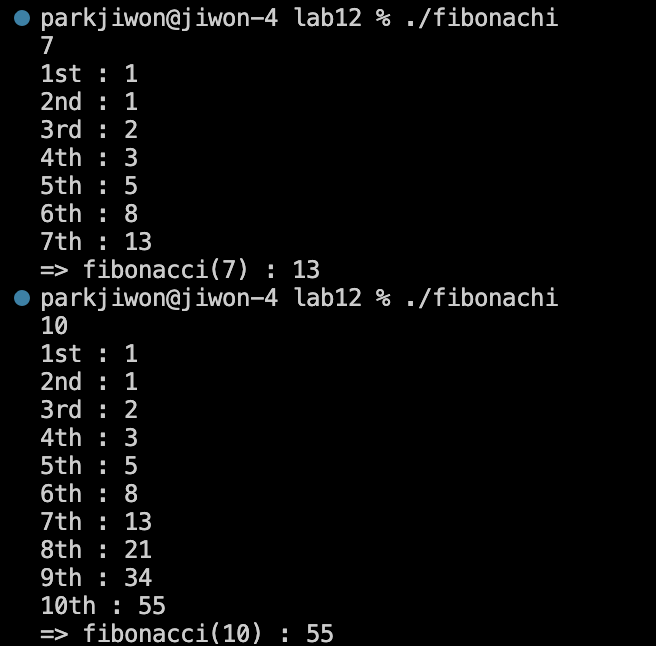 parkjiwon@jiwon-4 lab12 % ./fibonachi
7
1st : 1
2nd : 1
3rd : 2
4th : 3
5th : 5
6th : 8
7th : 13
=> fibonacci(7) : 13
parkjiwon@jiwon-4 lab12 % ./fibonachi
10
1st : 1
2nd : 1
3rd : 2
4th : 3
5th : 5
6th : 8
7th : 13
8th : 21
9th : 34
10th : 55
=> fibonacci(10) : 55